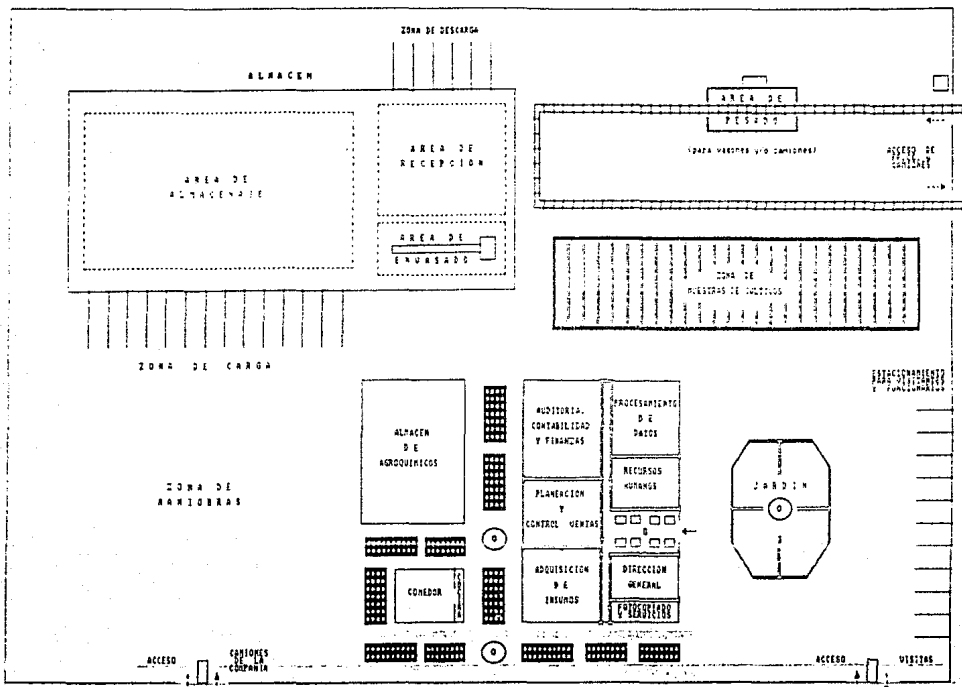 ZONA DE DESCARGA
ALMACEN
AREA DE
RECEPCION
AREA DE
ALMACENAJE
AREA DE
ENVASADO
AREA DE
PESADO
(para vagones y/o camiones)
ACCESO DE
CAMIONES
ZONA DE
MUESTRAS DE CULTIVOS
ZONA DE CARGA
ESTACIONAMIENTO
PARA VISITANTES
Y FUNCIONARIOS
ALMACEN
DE
AGROQUIMICOS
AUDITORIA,
CONTABILIDAD
Y FINANZAS
PROCESAMIENTO
DE
DATOS
RECURSOS
HUMANOS
PLANEACION
Y
CONTROL VENTAS
ZONA DE
MANIOBRAS
JARDIN
ADQUISICION
DE
INSUMOS
DIRECCION
GENERAL
FOTOCOPIADO
Y SERVICIOS
COMEDOR
COCINA
ACCESO
CAMIONES
DE LA
COMPAÑIA
ACCESO
VISITAS